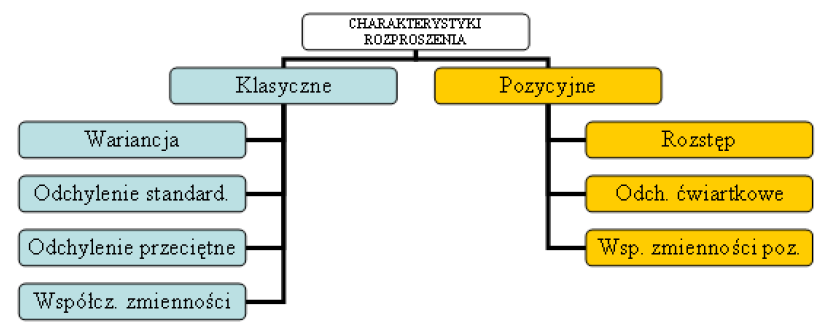 CHARAKTERYSTYKI
ROZPROSZENIA
Klasyczne
Pozycyjne
Wariancja
Rozstęp
Odchylenie standard.
Odch. ćwiartkowe
Odchylenie przeciętne
Wsp. zmienności poz.
Współcz. zmienności